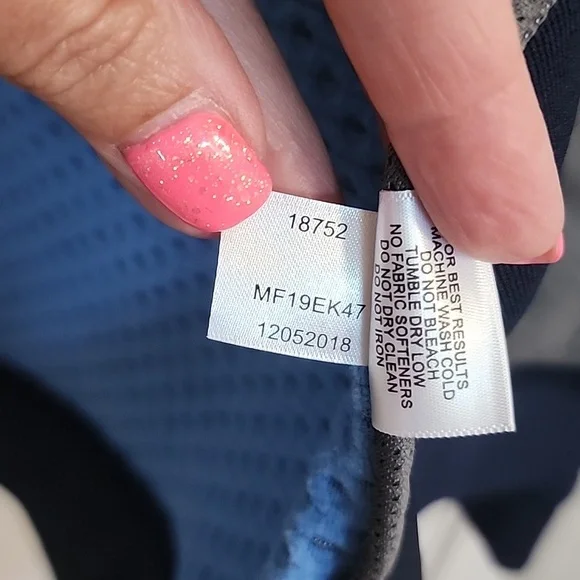 18752
MF19EK47
12052018
OR BEST RESULTS
MACHINE WASH COLD
DO NOT BLEACH
TUMBLE DRY LOW
NO FABRIC SOFTENERS
DO NOT DRY CLEAN
DO NOT IRON